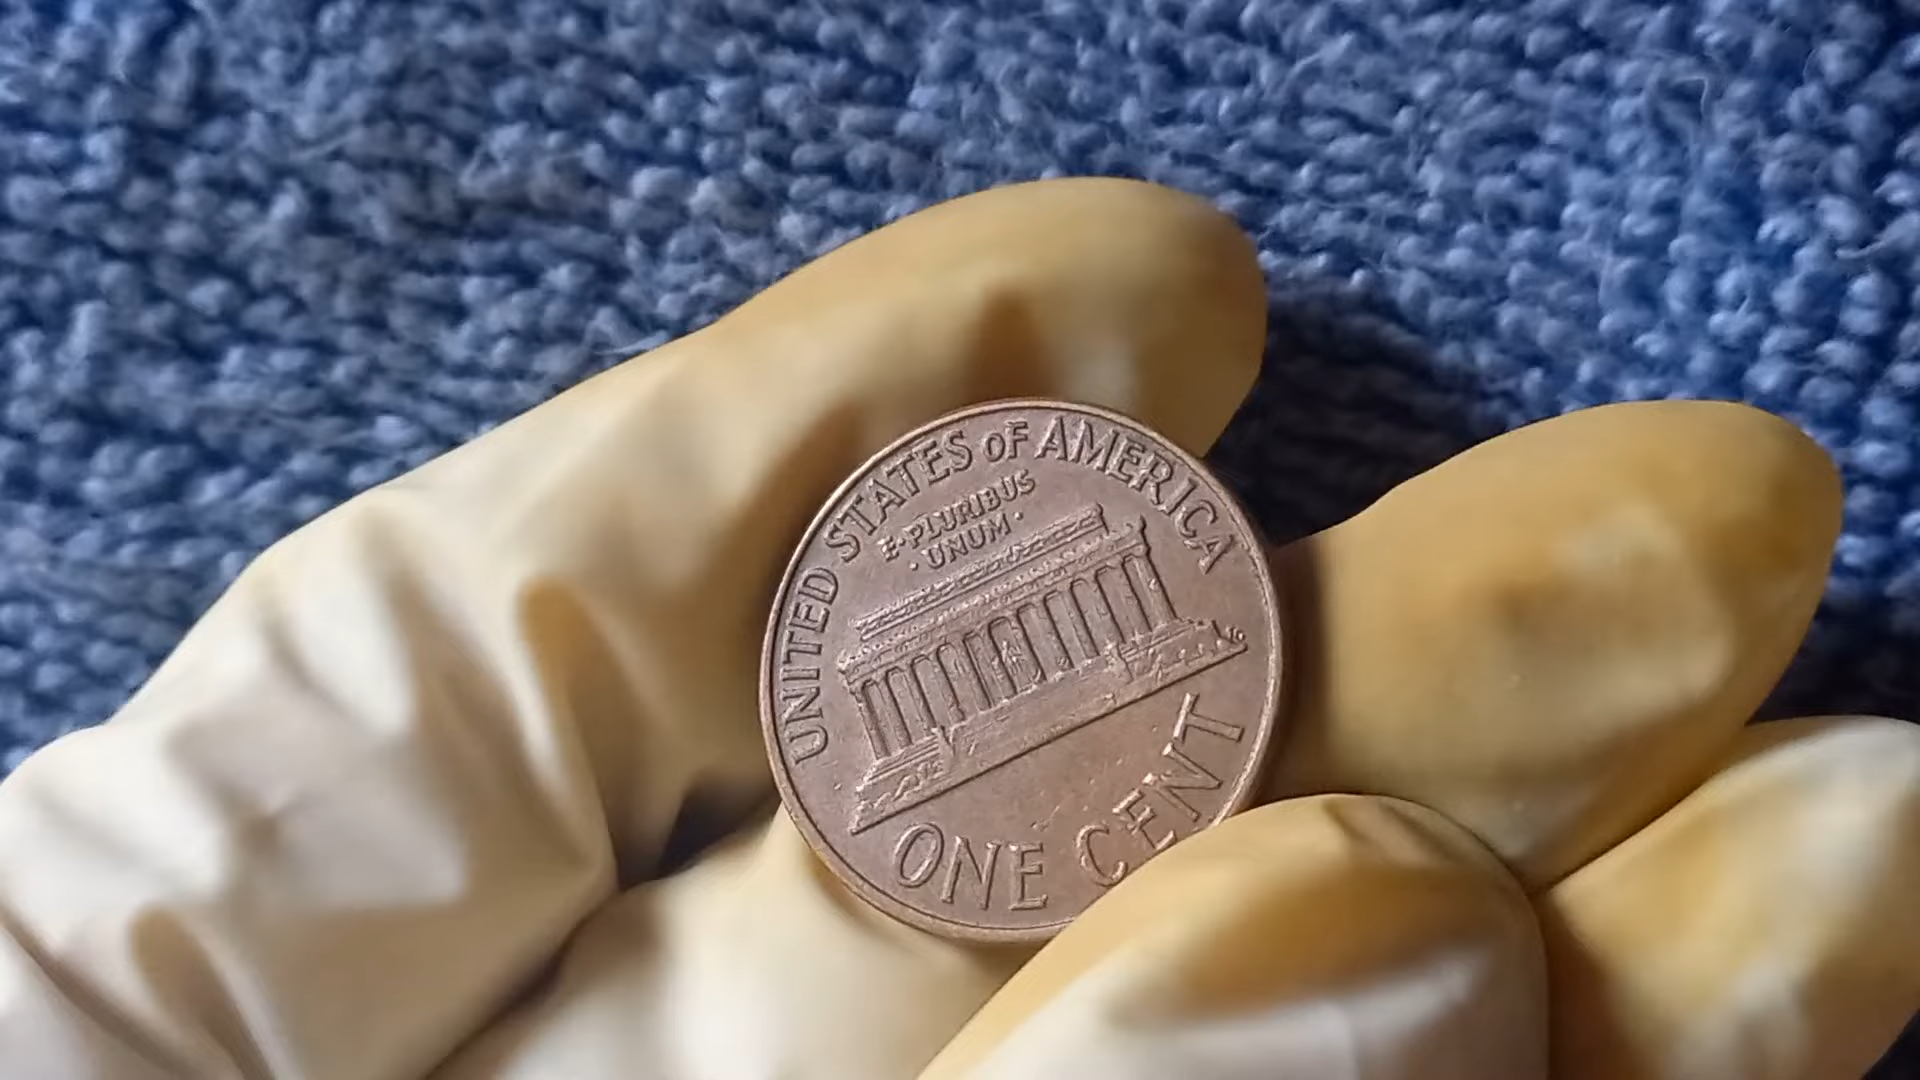 UNITED STATES oF AMERICA
E·PLURIBUS
·UNUM·
ONE CENT